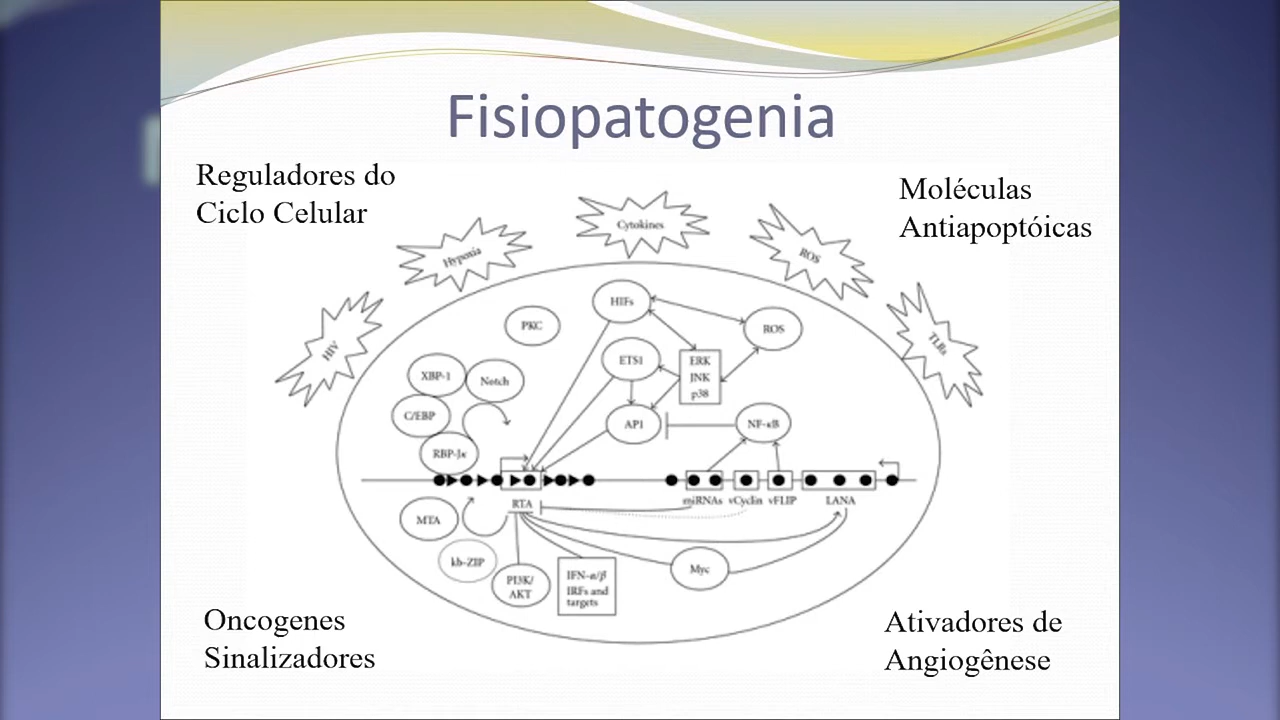 Fisiopatogenia
Reguladores do
Ciclo Celular
Moléculas
Antiapoptóicas
Cytokines
Hypoxia
ROS
HIV
TLRs
HIFs
PKC
ROS
ETS1
ERK
JNK
p38
XBP-1
Notch
C/EBP
AP1
NF-κB
RBP-Jκ
RTA
miRNAs
vCyclin
vFLIP
LANA
MTA
kb-ZIP
PI3K/
AKT
IFN-α/β
IRFs and
targets
Myc
Oncogenes
Sinalizadores
Ativadores de
Angiogênese